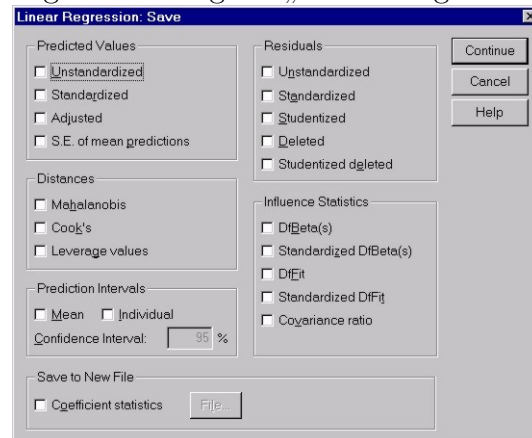 Linear Regression: Save
Predicted Values
Unstandardized
Standardized
Adjusted
S.E. of mean predictions
Distances
Mahalanobis
Cook's
Leverage values
Prediction Intervals
Mean Individual
Confidence Interval: 95 %
Save to New File
Coefficient statistics File...
Residuals
Unstandardized
Standardized
Studentized
Deleted
Studentized deleted
Influence Statistics
DfBeta(s)
Standardized DfBeta(s)
DfFit
Standardized DfFit
Covariance ratio
Continue
Cancel
Help